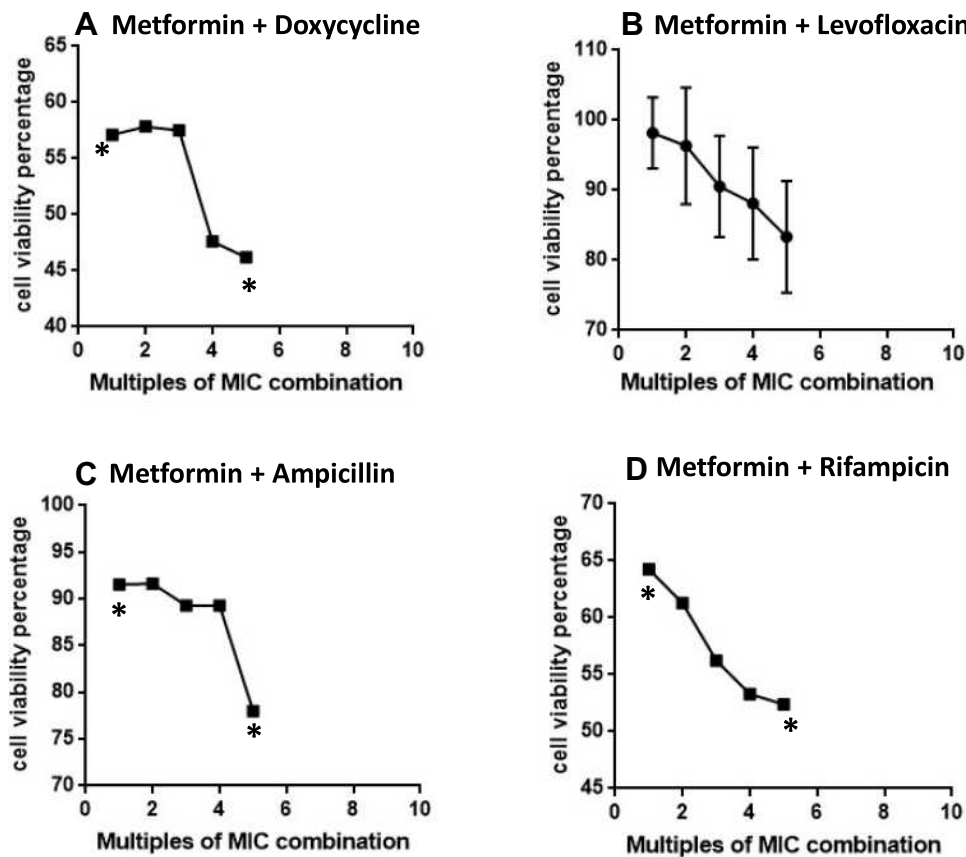 A Metformin + Doxycycline
cell viability percentage
65
60
55
50
45
40
*
*
0 2 4 6 8 10
Multiples of MIC combination
B Metformin + Levofloxacin
cell viability percentage
110
100
90
80
70
0 2 4 6 8 10
Multiples of MIC combination
C Metformin + Ampicillin
cell viability percentage
100
95
90
85
80
75
70
*
*
0 2 4 6 8 10
Multiples of MIC combination
D Metformin + Rifampicin
cell viability percentage
70
65
60
55
50
45
*
*
0 2 4 6 8 10
Multiples of MIC combination